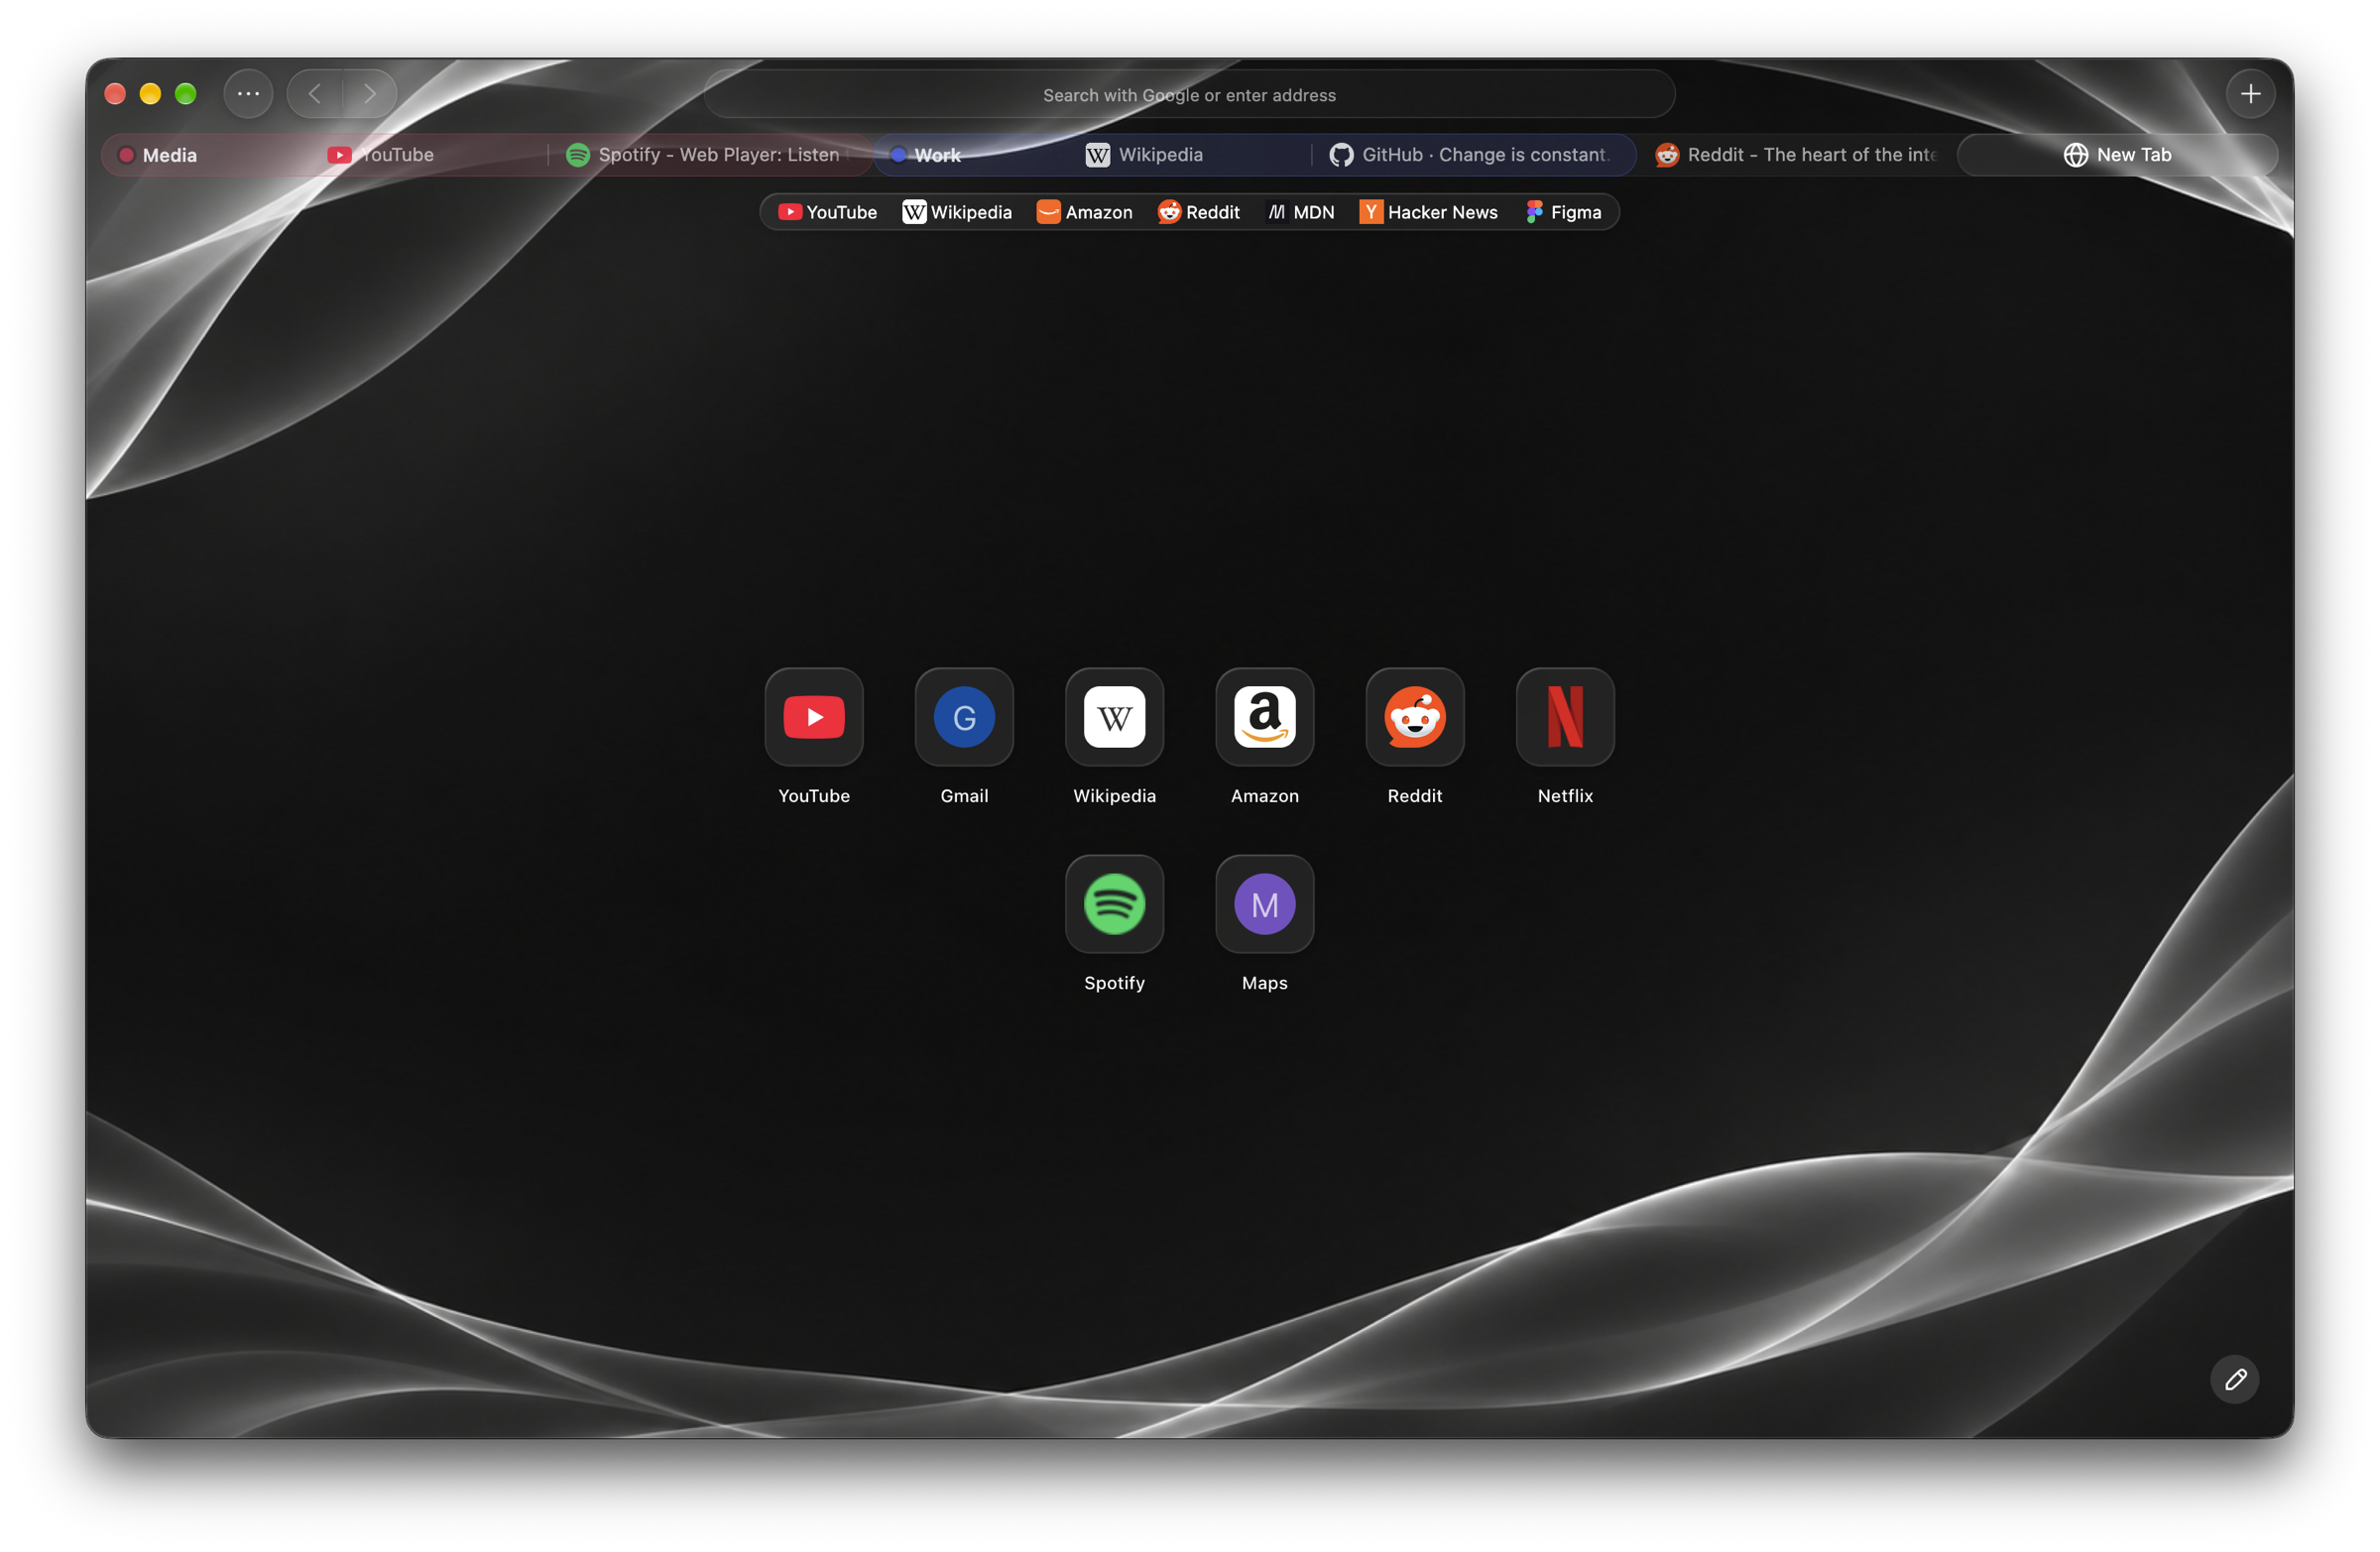 Search with Google or enter address
Media YouTube Spotify - Web Player: Listen Work Wikipedia GitHub · Change is constant. Reddit - The heart of the inte New Tab
YouTube W Wikipedia Amazon Reddit M MDN Y Hacker News Figma
G W a N
YouTube Gmail Wikipedia Amazon Reddit Netflix
M
Spotify Maps